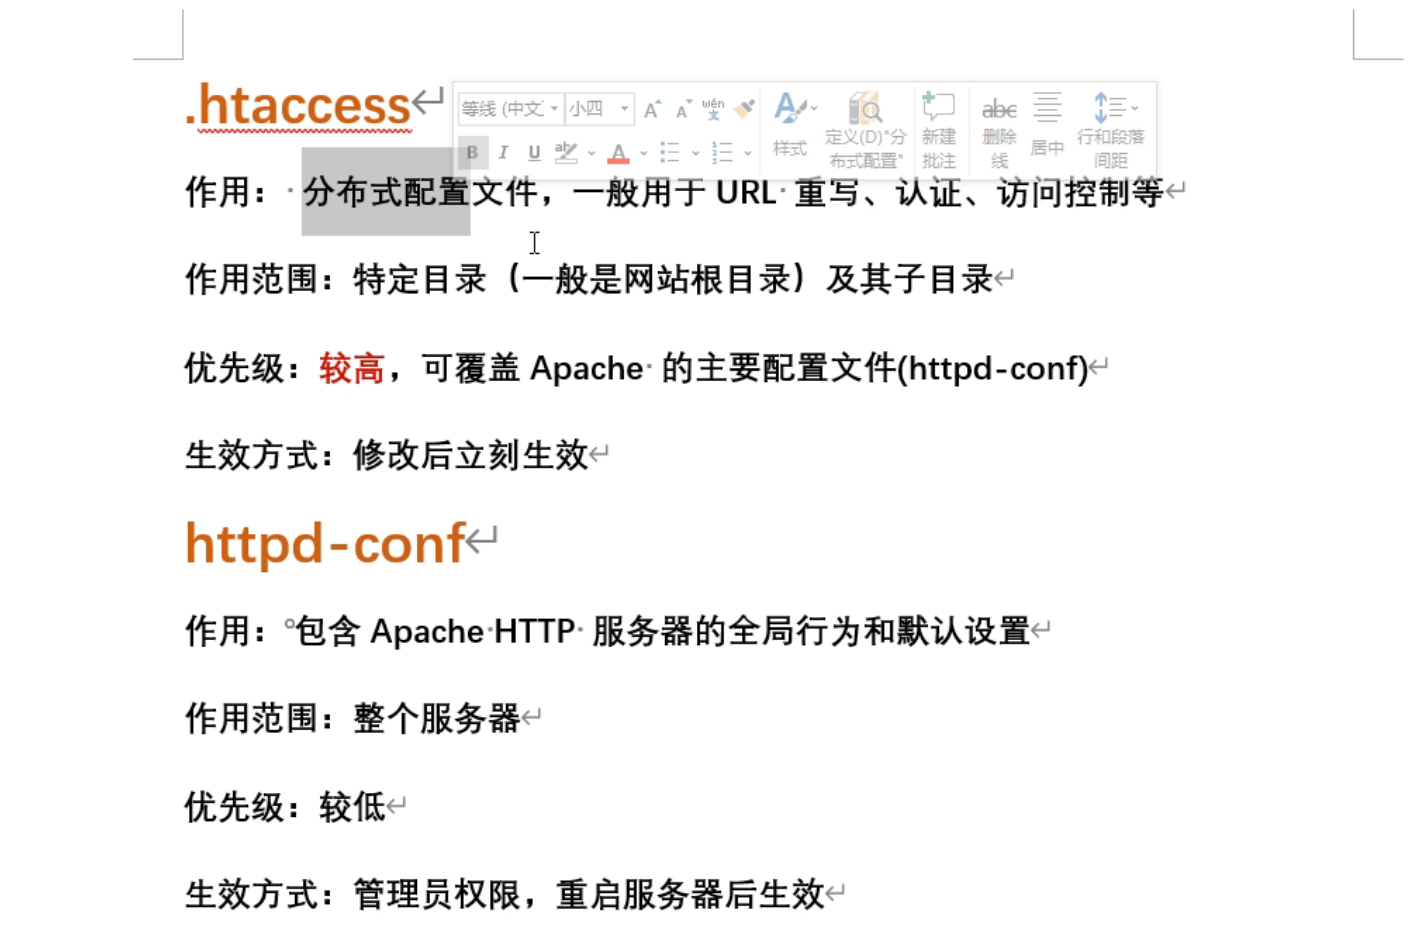 .htaccess
等线 (中文 小四 A A wén 文
B I U ab A
样式
定义(D)"分
布式配置"
新建
批注
abc
删除
线
居中
行和段落
间距
作用： 分布式配置文件，一般用于 URL 重写、认证、访问控制等
作用范围：特定目录（一般是网站根目录）及其子目录
优先级：较高，可覆盖 Apache 的主要配置文件(httpd-conf)
生效方式：修改后立刻生效
httpd-conf
作用： 包含 Apache HTTP 服务器的全局行为和默认设置
作用范围：整个服务器
优先级：较低
生效方式：管理员权限，重启服务器后生效